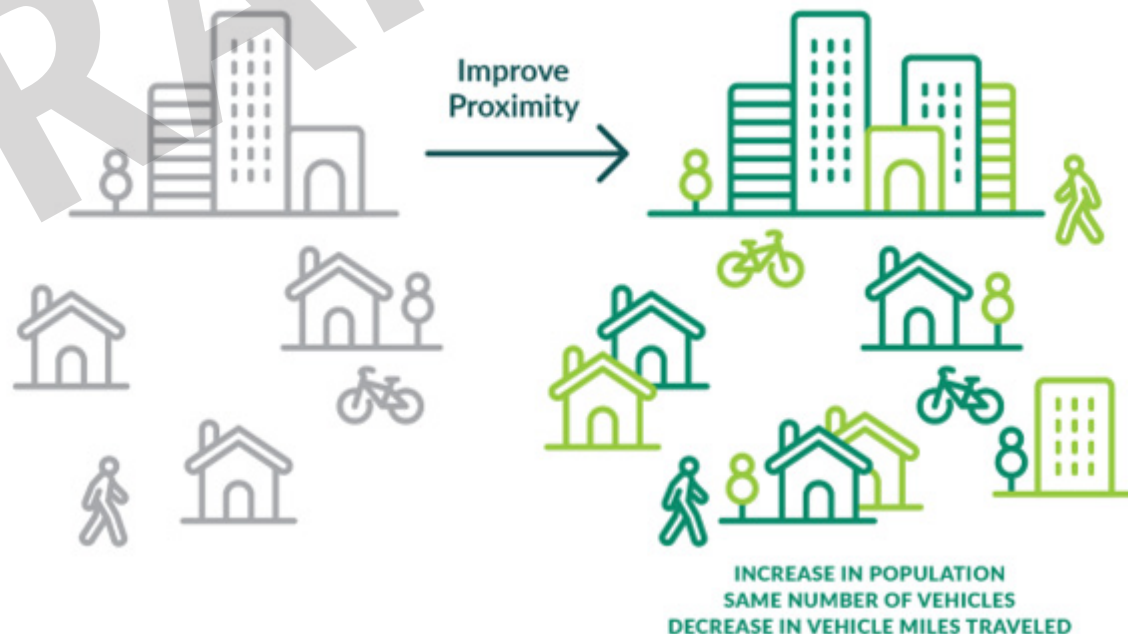 Improve
Proximity
INCREASE IN POPULATION
SAME NUMBER OF VEHICLES
DECREASE IN VEHICLE MILES TRAVELED